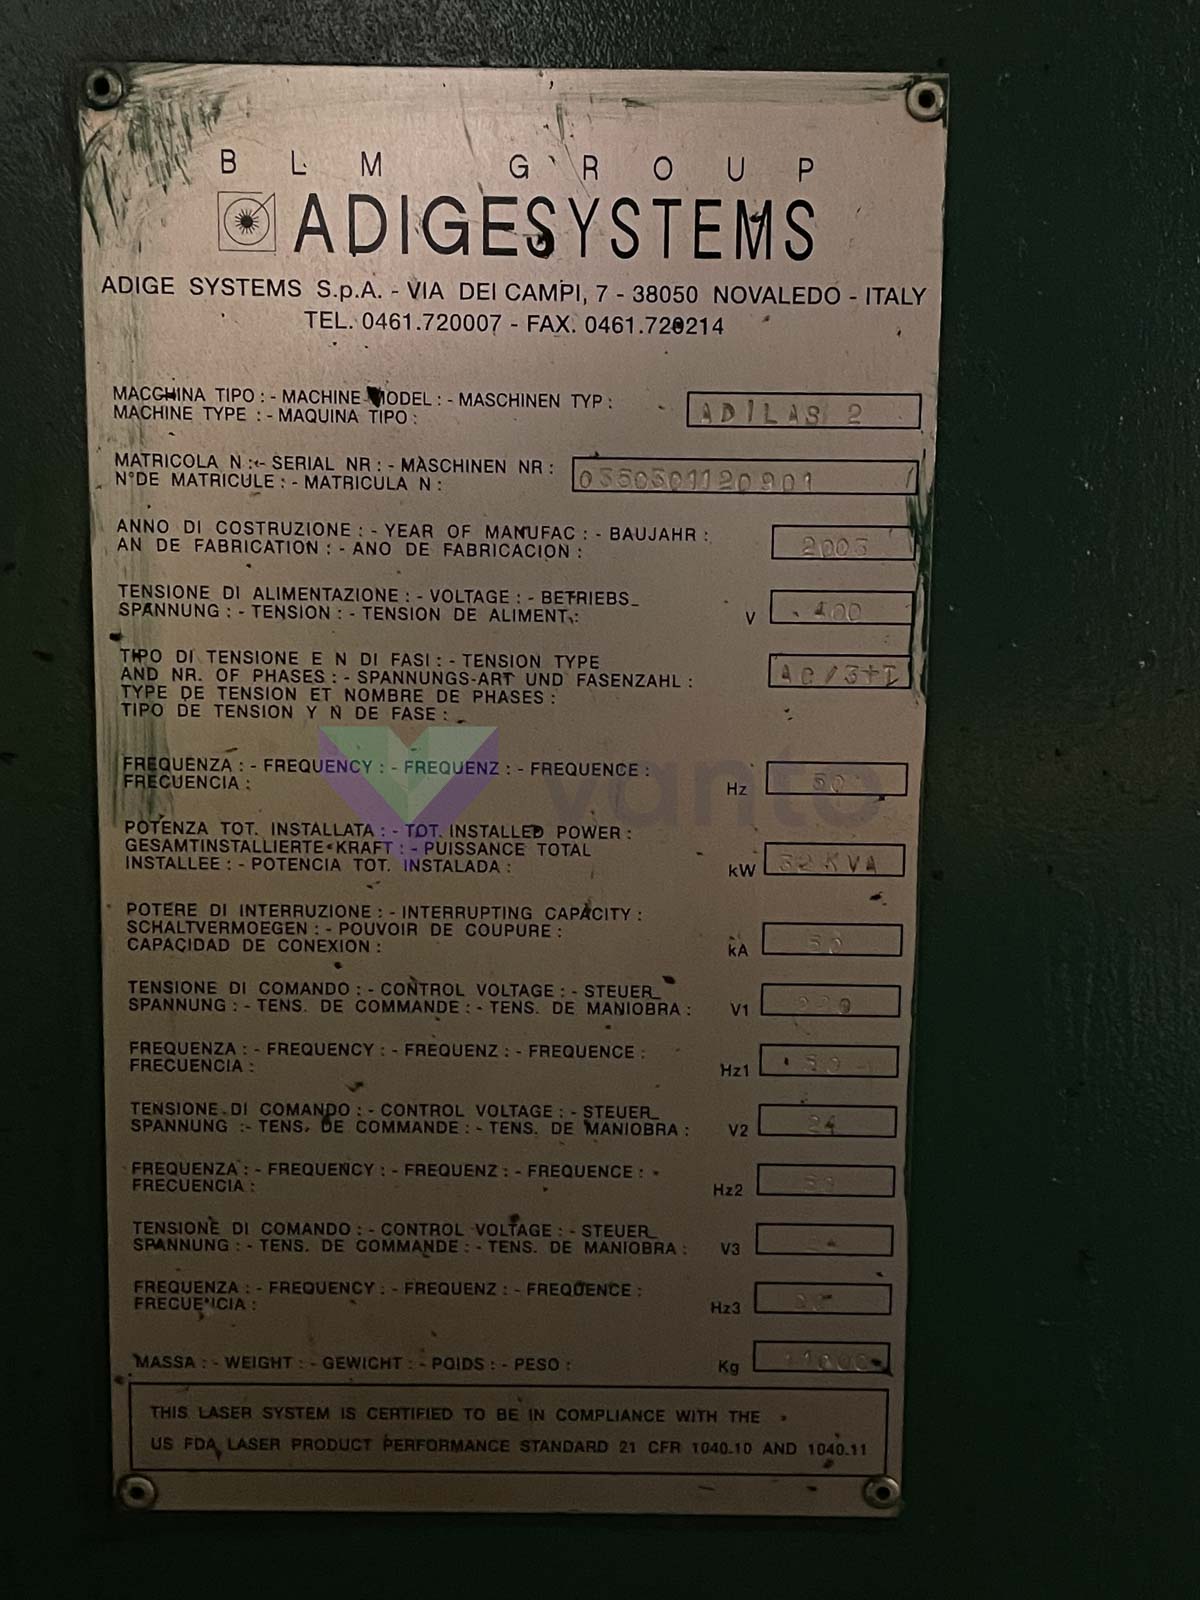 BLM GROUP
ADIGESYSTEMS
ADIGE SYSTEMS S.p.A. - VIA DEI CAMPI, 7 - 38050 NOVALEDO - ITALY
TEL. 0461.720007 - FAX. 0461.720214
MACCHINA TIPO : - MACHINE MODEL : - MASCHINEN TYP :
MACHINE TYPE : - MAQUINA TIPO :
ADILAS 2
MATRICOLA N : - SERIAL NR : - MASCHINEN NR :
N°DE MATRICULE : - MATRICULA N :
ANNO DI COSTRUZIONE : - YEAR OF MANUFAC : - BAUJAHR :
AN DE FABRICATION : - ANO DE FABRICACION :
TENSIONE DI ALIMENTAZIONE : - VOLTAGE : - BETRIEBS_
SPANNUNG : - TENSION : - TENSION DE ALIMENT. :
V 400
TIPO DI TENSIONE E N DI FASI : - TENSION TYPE
AND NR. OF PHASES : - SPANNUNGS-ART UND FASENZAHL :
TYPE DE TENSION ET NOMBRE DE PHASES :
TIPO DE TENSION Y N DE FASE :
AC/3+T
FREQUENZA : - FREQUENCY : - FREQUENZ : - FREQUENCE :
FRECUENCIA :
Hz 50
vanto
POTENZA TOT. INSTALLATA : - TOT. INSTALLED POWER :
GESAMTINSTALLIERTE KRAFT : - PUISSANCE TOTAL
INSTALLEE : - POTENCIA TOT. INSTALADA :
kW 32 KVA
POTERE DI INTERRUZIONE : - INTERRUPTING CAPACITY :
SCHALTVERMOEGEN : - POUVOIR DE COUPURE :
CAPACIDAD DE CONEXION :
kA
TENSIONE DI COMANDO : - CONTROL VOLTAGE : - STEUER_
SPANNUNG : - TENS. DE COMMANDE : - TENS. DE MANIOBRA :
V1
FREQUENZA : - FREQUENCY : - FREQUENZ : - FREQUENCE :
FRECUENCIA :
Hz1 50
TENSIONE DI COMANDO : - CONTROL VOLTAGE : - STEUER_
SPANNUNG : - TENS. DE COMMANDE : - TENS. DE MANIOBRA :
V2 24
FREQUENZA : - FREQUENCY : - FREQUENZ : - FREQUENCE :
FRECUENCIA :
Hz2
TENSIONE DI COMANDO : - CONTROL VOLTAGE : - STEUER_
SPANNUNG : - TENS. DE COMMANDE : - TENS. DE MANIOBRA :
V3
FREQUENZA : - FREQUENCY : - FREQUENZ : - FREQUENCE :
FRECUENCIA :
Hz3
MASSA : - WEIGHT : - GEWICHT : - POIDS : - PESO :
Kg 11000
THIS LASER SYSTEM IS CERTIFIED TO BE IN COMPLIANCE WITH THE
US FDA LASER PRODUCT PERFORMANCE STANDARD 21 CFR 1040.10 AND 1040.11